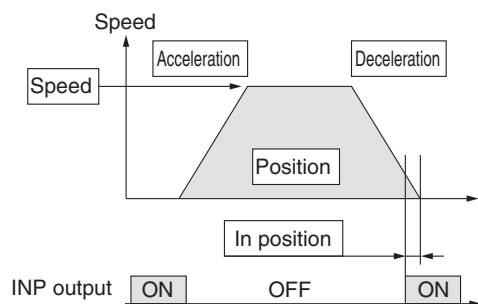 Speed
Acceleration
Deceleration
Speed
Position
In position
INP output
ON
OFF
ON